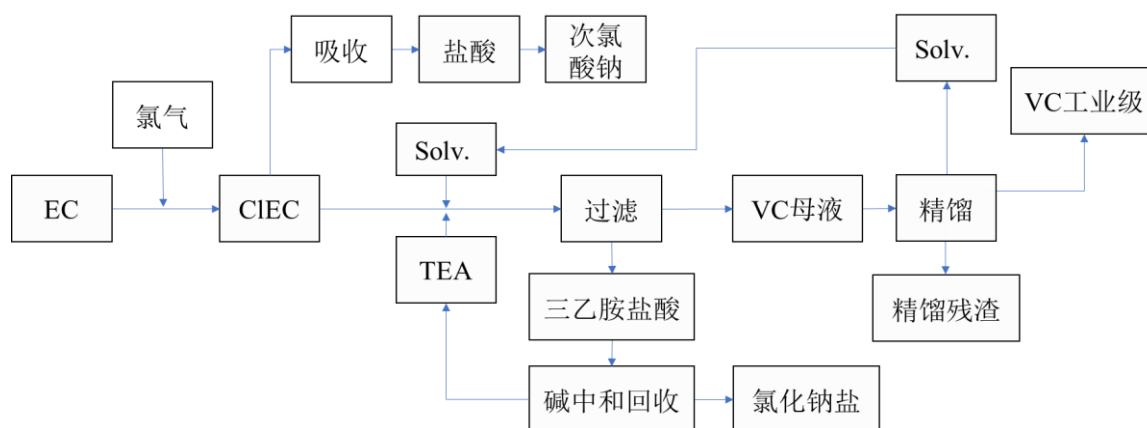 吸收
盐酸
次氯
酸钠
Solv.
VC工业级
氯气
Solv.
EC
ClEC
过滤
VC母液
精馏
TEA
三乙胺盐酸
精馏残渣
碱中和回收
氯化钠盐